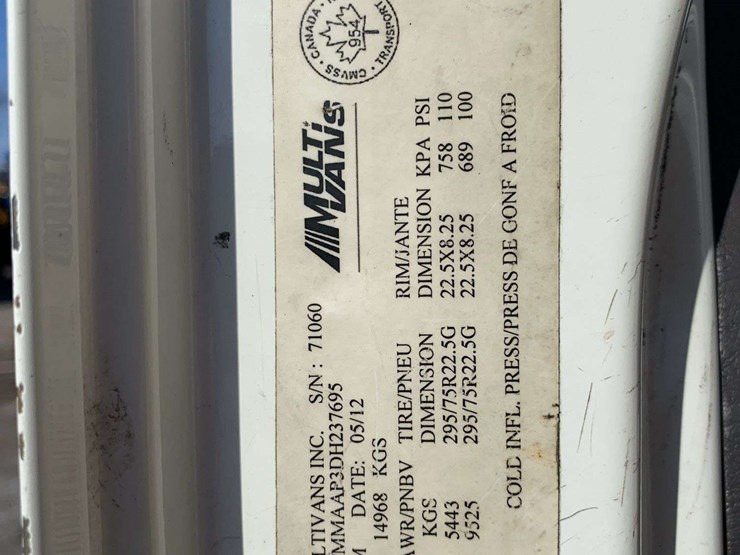 CMVSS • CANADA •
954
TRANSPORT
MULTi
VANS
LTIVANS INC. S/N : 71060
MMAAP3DH237695
DATE: 05/12
14968 KGS
AWR/PNBV TIRE/PNEU RIM/JANTE
KGS DIMENSION DIMENSION KPA PSI
5443 295/75R22.5G 22.5X8.25 758 110
9525 295/75R22.5G 22.5X8.25 689 100
COLD INFL. PRESS/PRESS DE GONF A FROID